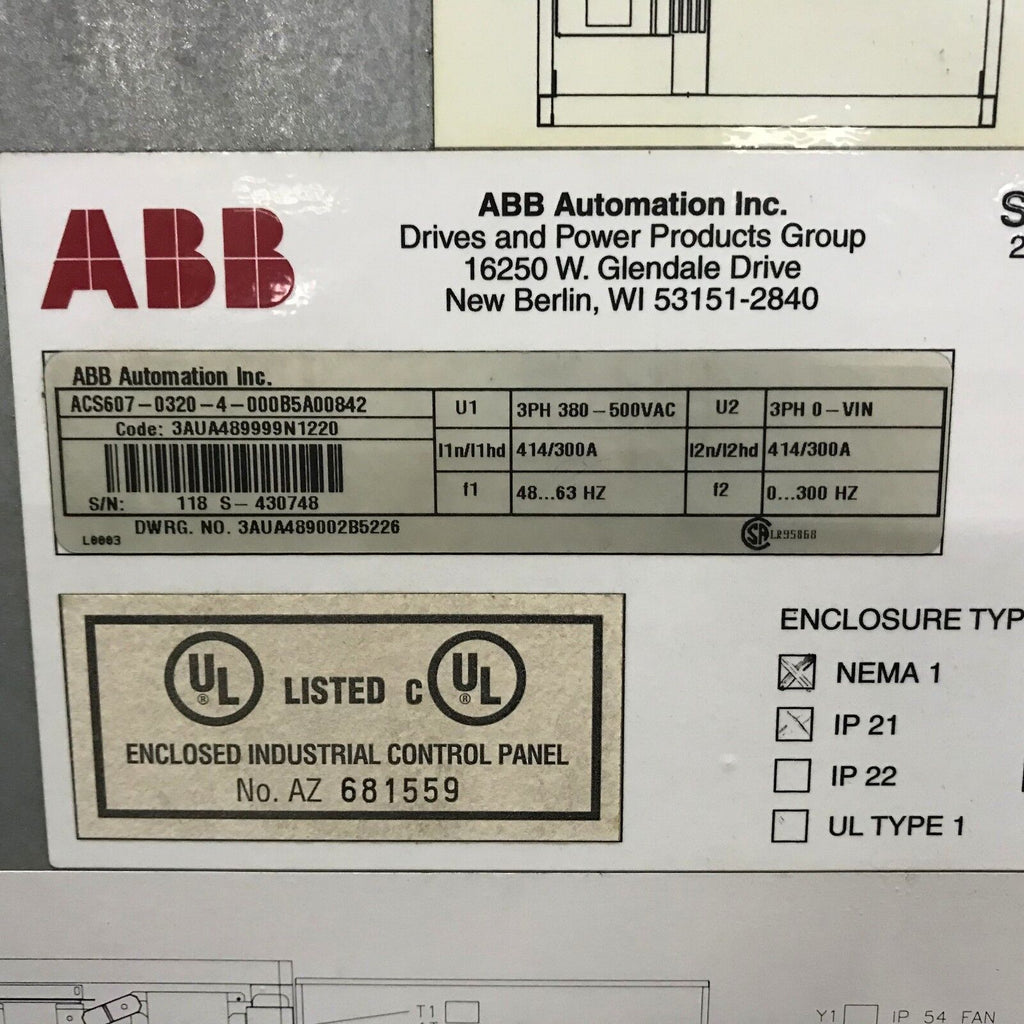 ABB
ABB Automation Inc.
Drives and Power Products Group
16250 W. Glendale Drive
New Berlin, WI 53151-2840
S
2
ABB Automation Inc.
ACS607-0320-4-000B5A00842
Code: 3AUA489999N1220
S/N: 118 S-430748
U1 3PH 380-500VAC U2 3PH 0-VIN
I1n/I1hd 414/300A I2n/I2hd 414/300A
f1 48...63 HZ f2 0...300 HZ
DWRG. NO. 3AUA489002B5226
L0003
SA LR95868
UL ® LISTED C UL ®
ENCLOSED INDUSTRIAL CONTROL PANEL
No. AZ 681559
ENCLOSURE TYP
NEMA 1
IP 21
IP 22
UL TYPE 1
T1
Y1 IP 54 FAN